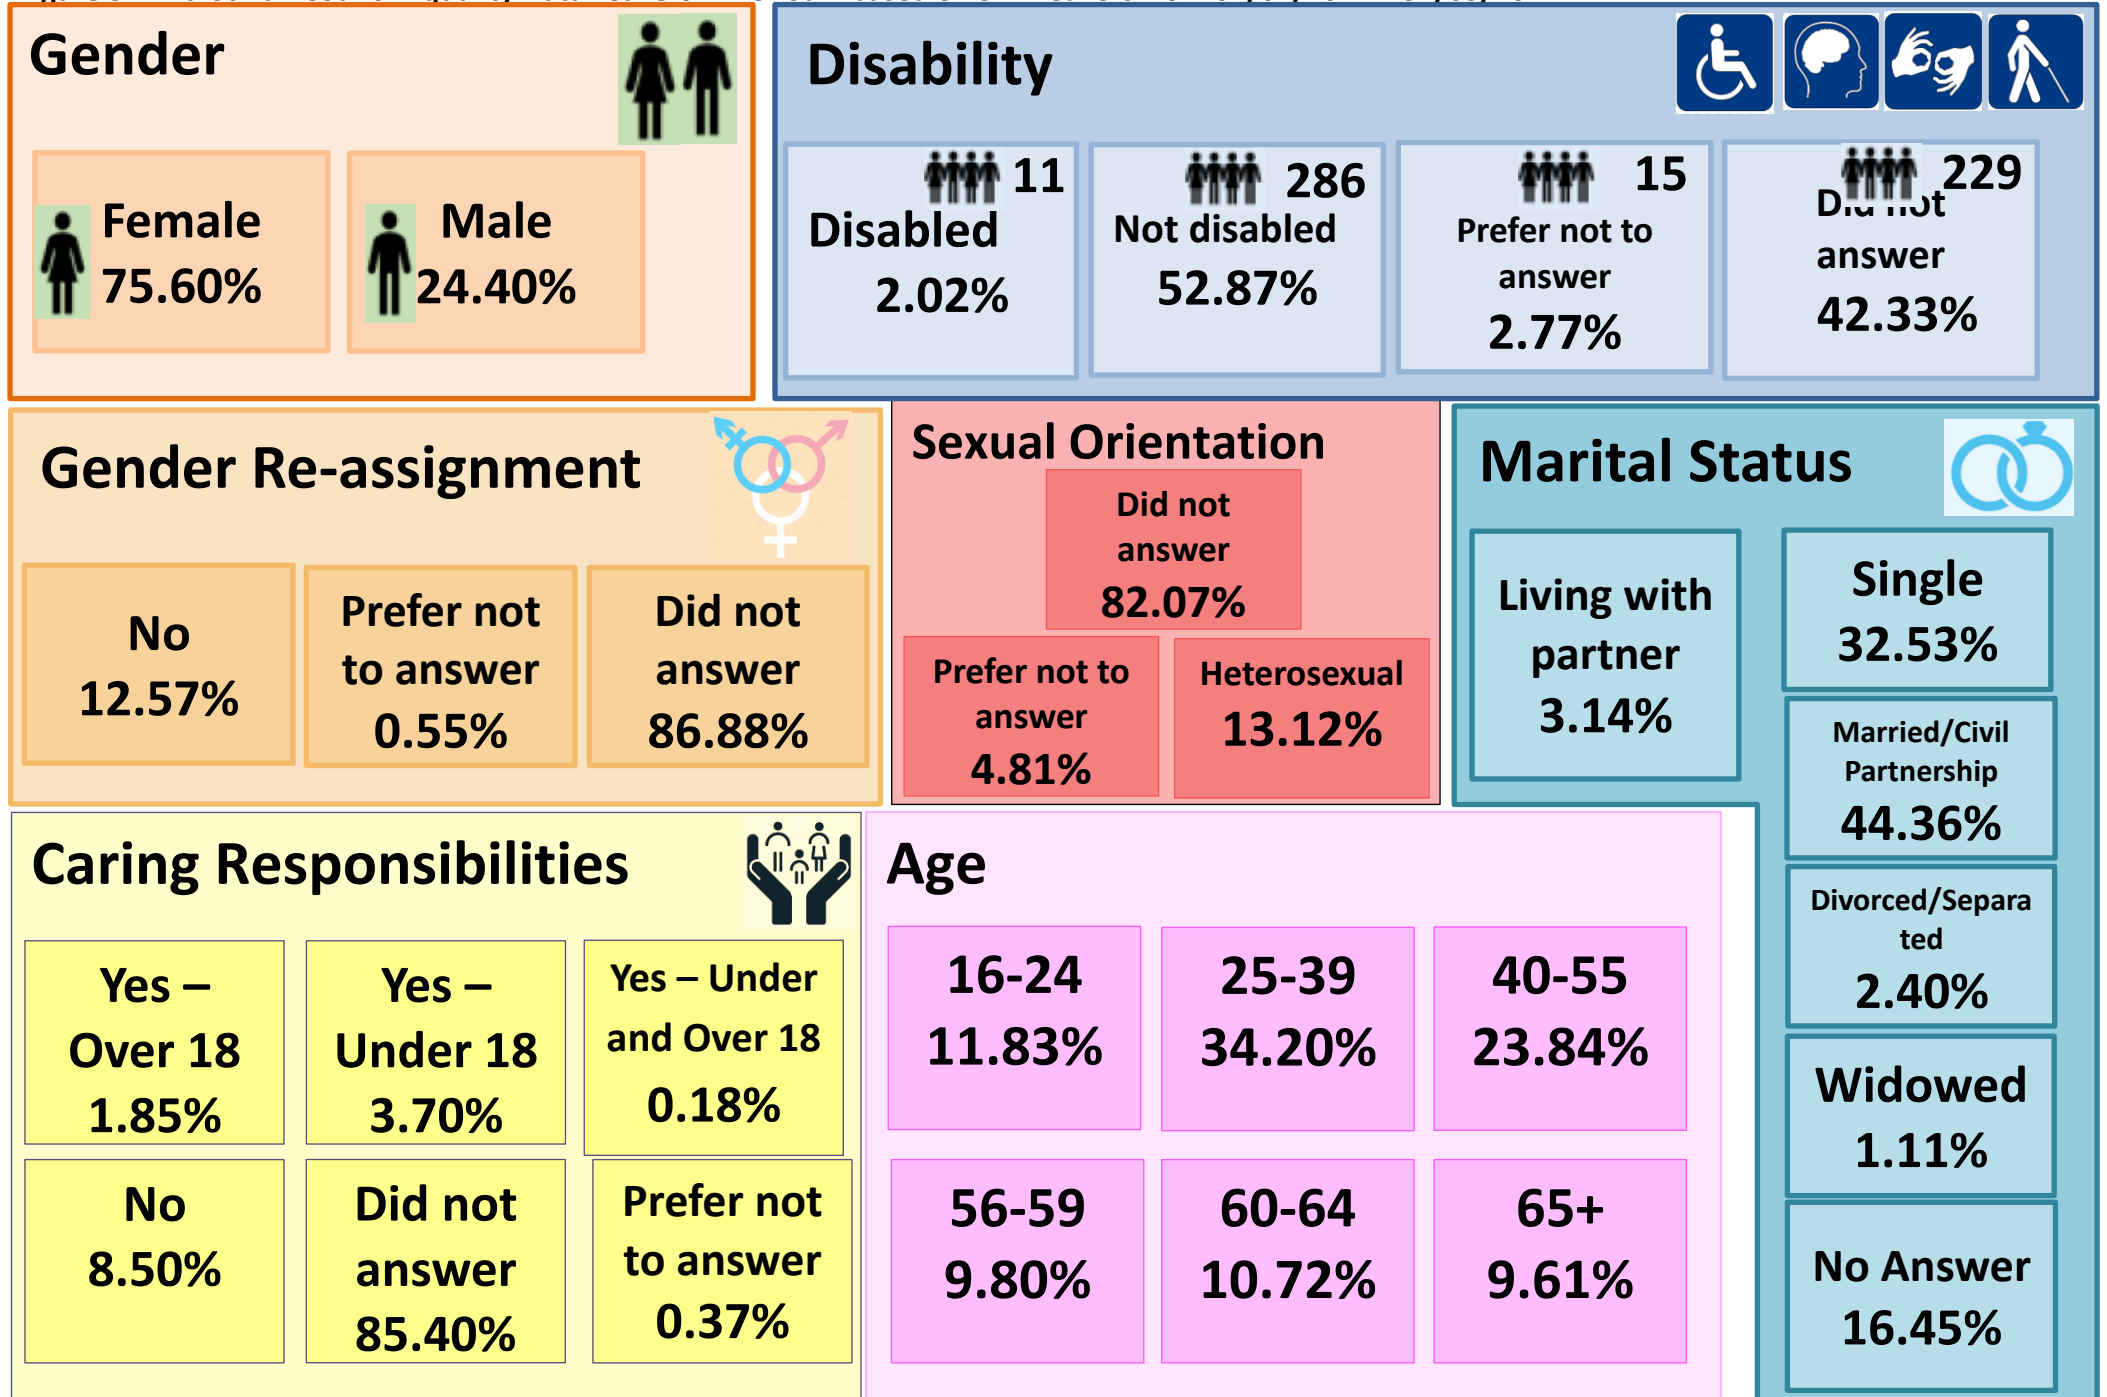 Gender
Female
75.60%
Male
24.40%
Disability
11
Disabled
2.02%
286
Not disabled
52.87%
15
Prefer not to
answer
2.77%
229
Did not
answer
42.33%
Gender Re-assignment
No
12.57%
Prefer not
to answer
0.55%
Did not
answer
86.88%
Sexual Orientation
Did not
answer
82.07%
Prefer not to
answer
4.81%
Heterosexual
13.12%
Marital Status
Living with
partner
3.14%
Single
32.53%
Married/Civil
Partnership
44.36%
Divorced/Separa
ted
2.40%
Widowed
1.11%
No Answer
16.45%
Caring Responsibilities
Yes –
Over 18
1.85%
Yes –
Under 18
3.70%
Yes – Under
and Over 18
0.18%
No
8.50%
Did not
answer
85.40%
Prefer not
to answer
0.37%
Age
16-24
11.83%
25-39
34.20%
40-55
23.84%
56-59
9.80%
60-64
10.72%
65+
9.61%